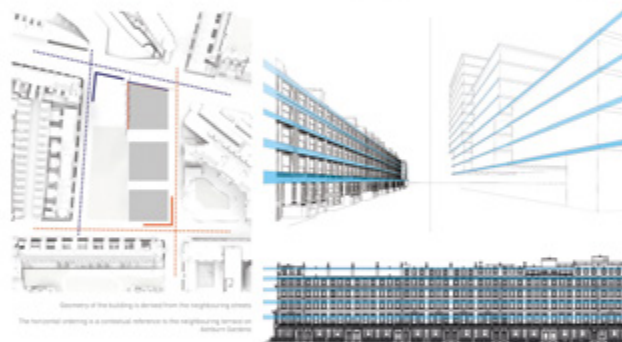 Geometry of the building is derived from the neighbouring streets
The horizontal ordering is a contextual reference to the neighbouring terrace on
Ashburn Gardens